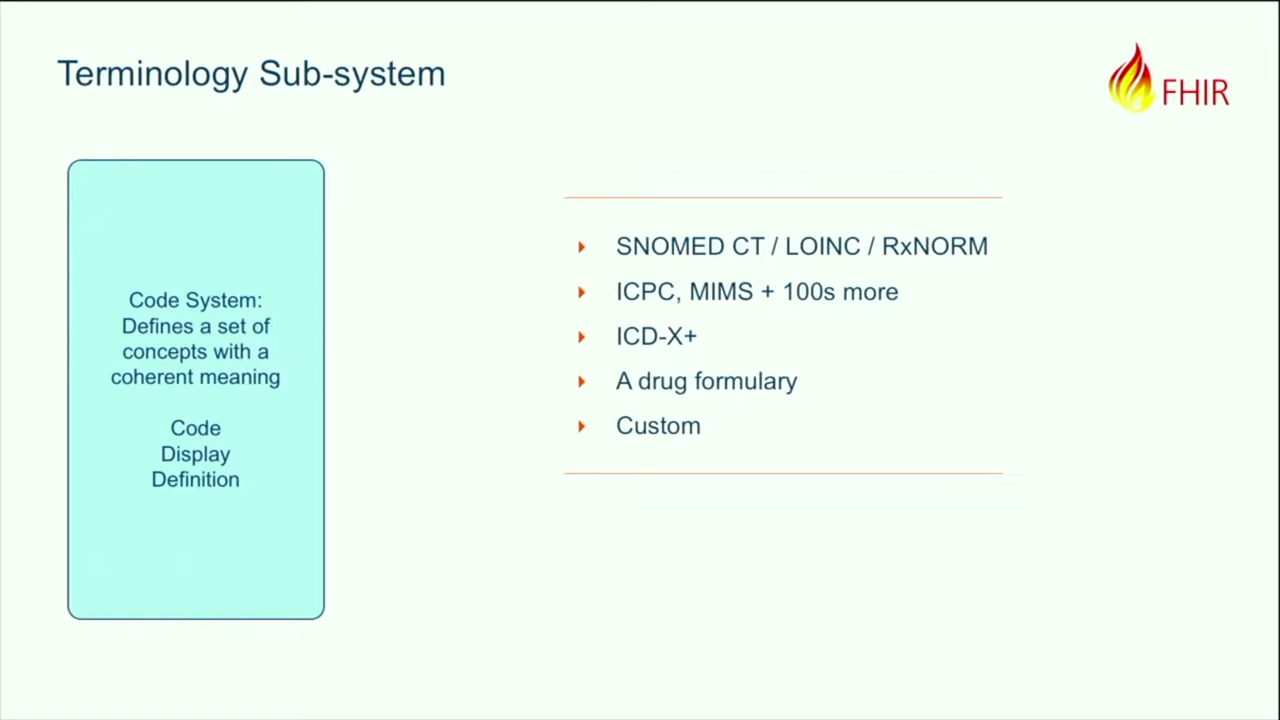 Terminology Sub-system
FHIR
Code System:
Defines a set of
concepts with a
coherent meaning
Code
Display
Definition
SNOMED CT / LOINC / RxNORM
ICPC, MIMS + 100s more
ICD-X+
A drug formulary
Custom